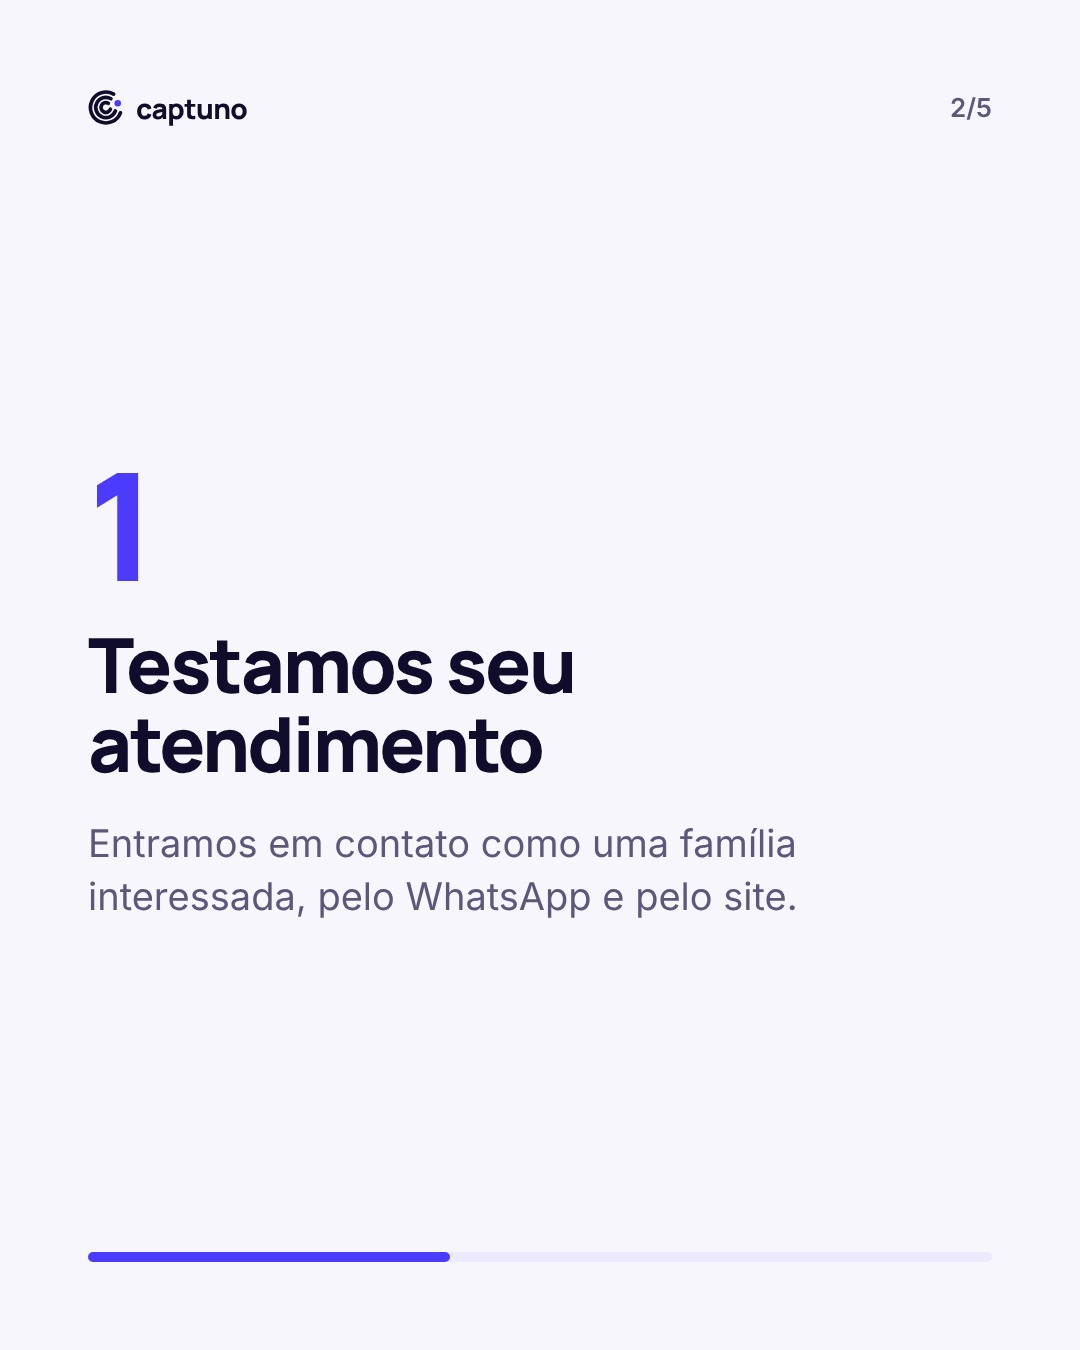 captuno
2/5
1
Testamos seu
atendimento
Entramos em contato como uma família
interessada, pelo WhatsApp e pelo site.